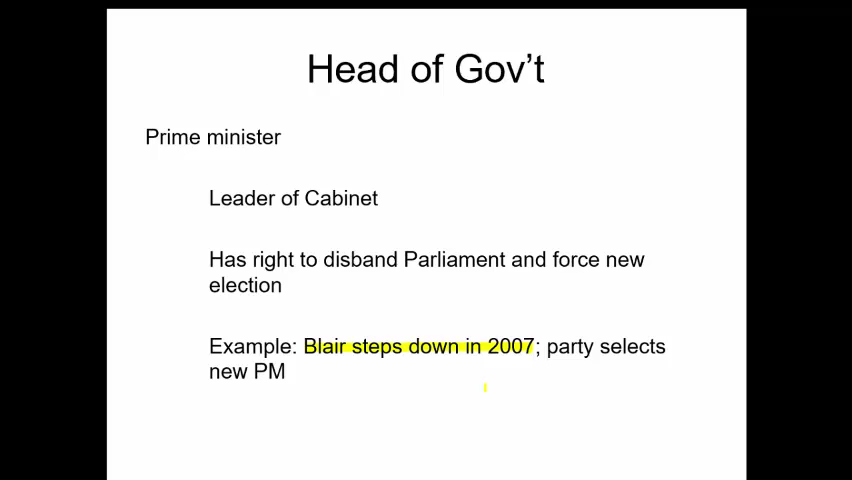 Head of Gov’t
Prime minister
Leader of Cabinet
Has right to disband Parliament and force new
election
Example: Blair steps down in 2007; party selects
new PM